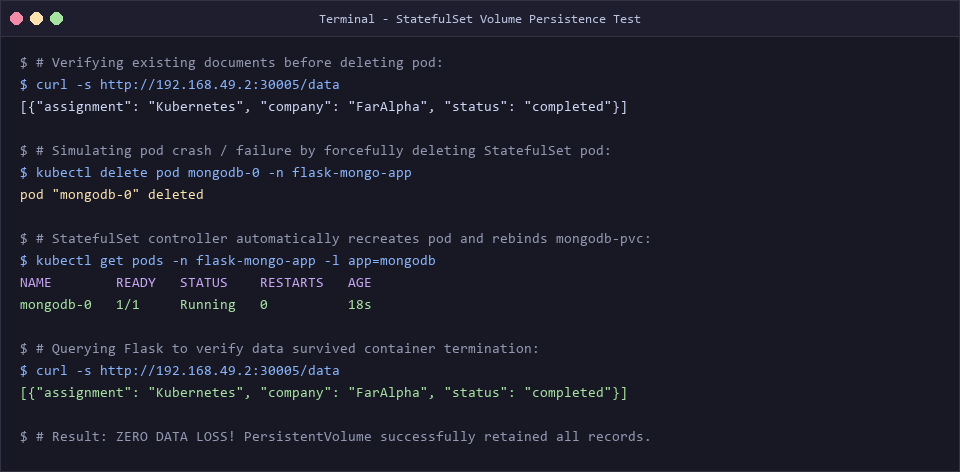 Terminal - StatefulSet Volume Persistence Test
$ # Verifying existing documents before deleting pod:
$ curl -s http://192.168.49.2:30005/data
[{"assignment": "Kubernetes", "company": "FarAlpha", "status": "completed"}]
$ # Simulating pod crash / failure by forcefully deleting StatefulSet pod:
$ kubectl delete pod mongodb-0 -n flask-mongo-app
pod "mongodb-0" deleted
$ # StatefulSet controller automatically recreates pod and rebinds mongodb-pvc:
$ kubectl get pods -n flask-mongo-app -l app=mongodb
NAME        READY   STATUS    RESTARTS   AGE
mongodb-0   1/1     Running   0          18s
$ # Querying Flask to verify data survived container termination:
$ curl -s http://192.168.49.2:30005/data
[{"assignment": "Kubernetes", "company": "FarAlpha", "status": "completed"}]
$ # Result: ZERO DATA LOSS! PersistentVolume successfully retained all records.